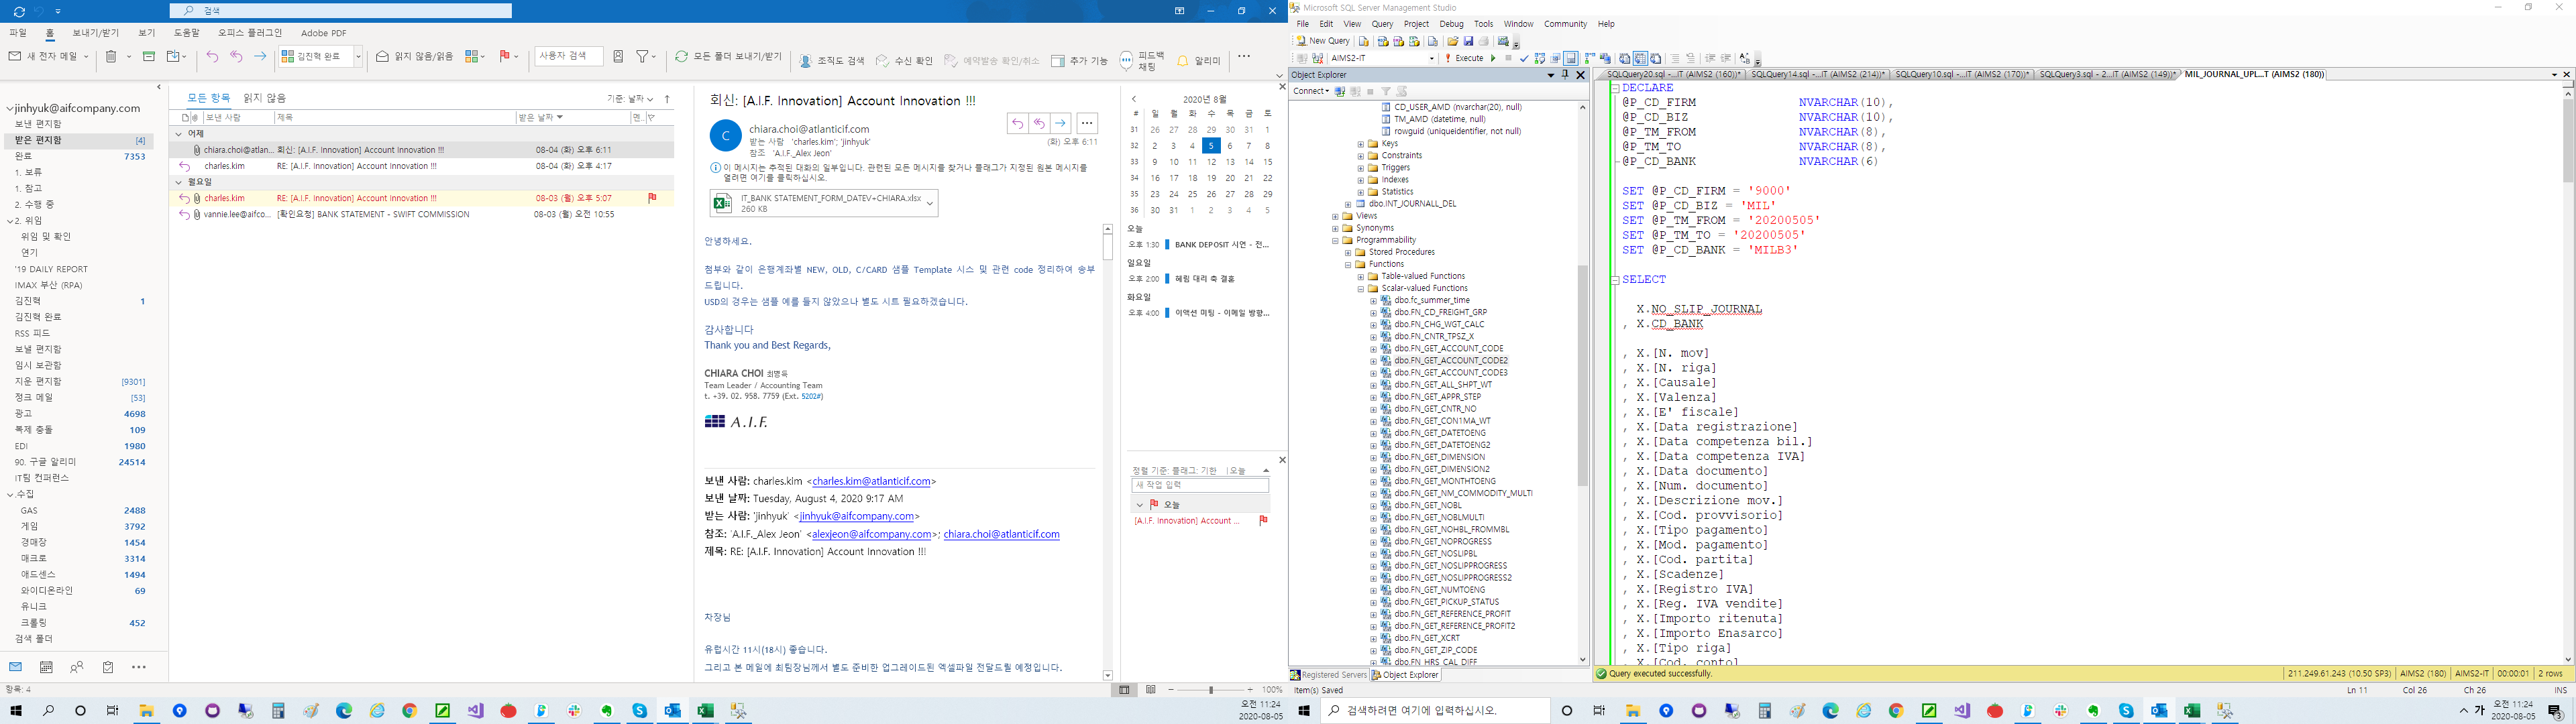 검색
파일 홈 보내기/받기 보기 도움말 오피스 플러그인 Adobe PDF
새 전자 메일 김진혁 완료 읽지 않음/읽음 사용자 검색 모든 폴더 보내기/받기 조직도 검색 수신 확인 예약발송 확인/취소 추가 기능 피드백 채팅 알리미
jinhyuk@aifcompany.com
보낸 편지함
받은 편지함 [4]
완료 7353
1. 보류
1. 참고
2. 수행 중
2. 위임
위임 및 확인
연기
'19 DAILY REPORT
IMAX 부산 (RPA)
김진혁 1
김진혁 완료
RSS 피드
보낼 편지함
임시 보관함
지운 편지함 [9301]
정크 메일 [53]
광고 4698
복제 충돌 109
EDI 1980
90. 구글 알리미 24514
IT팀 컨퍼런스
.수집
GAS 2488
게임 3792
경매장 1454
매크로 3314
애드센스 1494
와이디온라인 69
유니크
크롤링 452
검색 폴더
항목: 4
모든 항목 읽지 않음 기준: 날짜
보낸 사람 제목 받은 날짜
어제
chiara.choi@atlan... 회신: [A.I.F. Innovation] Account Innovation !!! 08-04 (화) 오후 6:11
charles.kim RE: [A.I.F. Innovation] Account Innovation !!! 08-04 (화) 오후 4:17
월요일
charles.kim RE: [A.I.F. Innovation] Account Innovation !!! 08-03 (월) 오후 5:07
vannie.lee@aifco... [확인요청] BANK STATEMENT - SWIFT COMMISSION 08-03 (월) 오전 10:55
회신: [A.I.F. Innovation] Account Innovation !!!
C
chiara.choi@atlanticif.com
받는 사람 'charles.kim'; 'jinhyuk'
참조 'A.I.F._Alex Jeon'
(화) 오후 6:11
이 메시지는 추적된 대화의 일부입니다. 관련된 모든 메시지를 찾거나 플래그가 지정된 원본 메시지를
열려면 여기를 클릭하십시오.
IT_BANK STATEMENT_FORM_DATEV+CHIARA.xlsx
260 KB
안녕하세요.
첨부와 같이 은행계좌별 NEW, OLD, C/CARD 샘플 Template 시스 및 관련 code 정리하여 송부
드립니다.
USD의 경우는 샘플 예를 들지 않았으나 별도 시트 필요하겠습니다.
감사합니다
Thank you and Best Regards,
CHIARA CHOI
Team Leader / Accounting Team
t. +39. 02. 958. 7759 (Ext. 5202#)
A.I.F.
보낸 사람: charles.kim <charles.kim@atlanticif.com>
보낸 날짜: Tuesday, August 4, 2020 9:17 AM
받는 사람: 'jinhyuk' <jinhyuk@aifcompany.com>
참조: 'A.I.F._Alex Jeon' <alexjeon@aifcompany.com>; chiara.choi@atlanticif.com
제목: RE: [A.I.F. Innovation] Account Innovation !!!
차장님
유럽시간 11시(18시) 좋습니다.
그리고 본 메일에 최팀장님께서 별도 준비한 업그레이드된 엑셀파일 전달드릴 예정입니다.
100%
2020년 8월
# 일 월 화 수 목 금 토
31 26 27 28 29 30 31 1
32 2 3 4 5 6 7 8
33 9 10 11 12 13 14 15
34 16 17 18 19 20 21 22
35 23 24 25 26 27 28 29
36 30 31 1 2 3 4 5
오늘
오후 1:30 BANK DEPOSIT 시연 - 전...
일요일
오후 2:00 혜림 대리 죽 결혼
화요일
오후 4:00 이액션 미팅 - 이메일 방향...
정렬 기준: 플래그: 기한 오늘
새 작업 입력
오늘
[A.I.F. Innovation] Account ...
오전 11:24
2020-08-05
Microsoft SQL Server Management Studio
File Edit View Query Project Debug Tools Window Community Help
New Query
AIMS2-IT Execute
Object Explorer
Connect
CD_USER_AMD (nvarchar(20), null)
TM_AMD (datetime, null)
rowguid (uniqueidentifier, not null)
Keys
Constraints
Triggers
Indexes
Statistics
dbo.INT_JOURNALL_DEL
Views
Synonyms
Programmability
Stored Procedures
Functions
Table-valued Functions
Scalar-valued Functions
dbo.fc_summer_time
dbo.FN_CD_FREIGHT_GRP
dbo.FN_CHG_WGT_CALC
dbo.FN_CNTR_TPSZ_X
dbo.FN_GET_ACCOUNT_CODE
dbo.FN_GET_ACCOUNT_CODE2
dbo.FN_GET_ACCOUNT_CODE3
dbo.FN_GET_ALL_SHPT_WT
dbo.FN_GET_APPR_STEP
dbo.FN_GET_CNTR_NO
dbo.FN_GET_CON1MA_WT
dbo.FN_GET_DATETOENG
dbo.FN_GET_DATETOENG2
dbo.FN_GET_DIMENSION
dbo.FN_GET_DIMENSION2
dbo.FN_GET_MONTHTOENG
dbo.FN_GET_NM_COMMODITY_MULTI
dbo.FN_GET_NOBL
dbo.FN_GET_NOBLMULTI
dbo.FN_GET_NOHBL_FROMMBL
dbo.FN_GET_NOPROGRESS
dbo.FN_GET_NOSLIPBL
dbo.FN_GET_NOSLIPPROGRESS
dbo.FN_GET_NOSLIPPROGRESS2
dbo.FN_GET_NUMTOENG
dbo.FN_GET_PICKUP_STATUS
dbo.FN_GET_REFERENCE_PROFIT
dbo.FN_GET_REFERENCE_PROFIT2
dbo.FN_GET_XCRT
dbo.FN_GET_ZIP_CODE
dbo.FN_HRS_CAL_DIFF
Registered Servers Object Explorer
Item(s) Saved
SQLQuery20.sql -...IT (AIMS2 (160))* SQLQuery14.sql -...IT (AIMS2 (214))* SQLQuery10.sql -...IT (AIMS2 (170))* SQLQuery3.sql - 2...IT (AIMS2 (149))* MIL_JOURNAL_UPL...T (AIMS2 (180))
DECLARE
@P_CD_FIRM NVARCHAR(10),
@P_CD_BIZ NVARCHAR(10),
@P_TM_FROM NVARCHAR(8),
@P_TM_TO NVARCHAR(8),
@P_CD_BANK NVARCHAR(6)
SET @P_CD_FIRM = '9000'
SET @P_CD_BIZ = 'MIL'
SET @P_TM_FROM = '20200505'
SET @P_TM_TO = '20200505'
SET @P_CD_BANK = 'MILB3'
SELECT
X.NO_SLIP_JOURNAL
, X.CD_BANK
, X.[N. mov]
, X.[N. riga]
, X.[Causale]
, X.[Valenza]
, X.[E' fiscale]
, X.[Data registrazione]
, X.[Data competenza bil.]
, X.[Data competenza IVA]
, X.[Data documento]
, X.[Num. documento]
, X.[Descrizione mov.]
, X.[Cod. provvisorio]
, X.[Tipo pagamento]
, X.[Mod. pagamento]
, X.[Cod. partita]
, X.[Scadenze]
, X.[Registro IVA]
, X.[Reg. IVA vendite]
, X.[Importo ritenuta]
, X.[Importo Enasarco]
, X.[Tipo riga]
, X.[Cod. conto]
Query executed successfully. 211.249.61.243 (10.50 SP3) AIMS2 (180) AIMS2-IT 00:00:01 2 rows
Ln 11 Col 26 Ch 26 INS
검색하려면 여기에 입력하십시오.
가 오전 11:24
2020-08-05